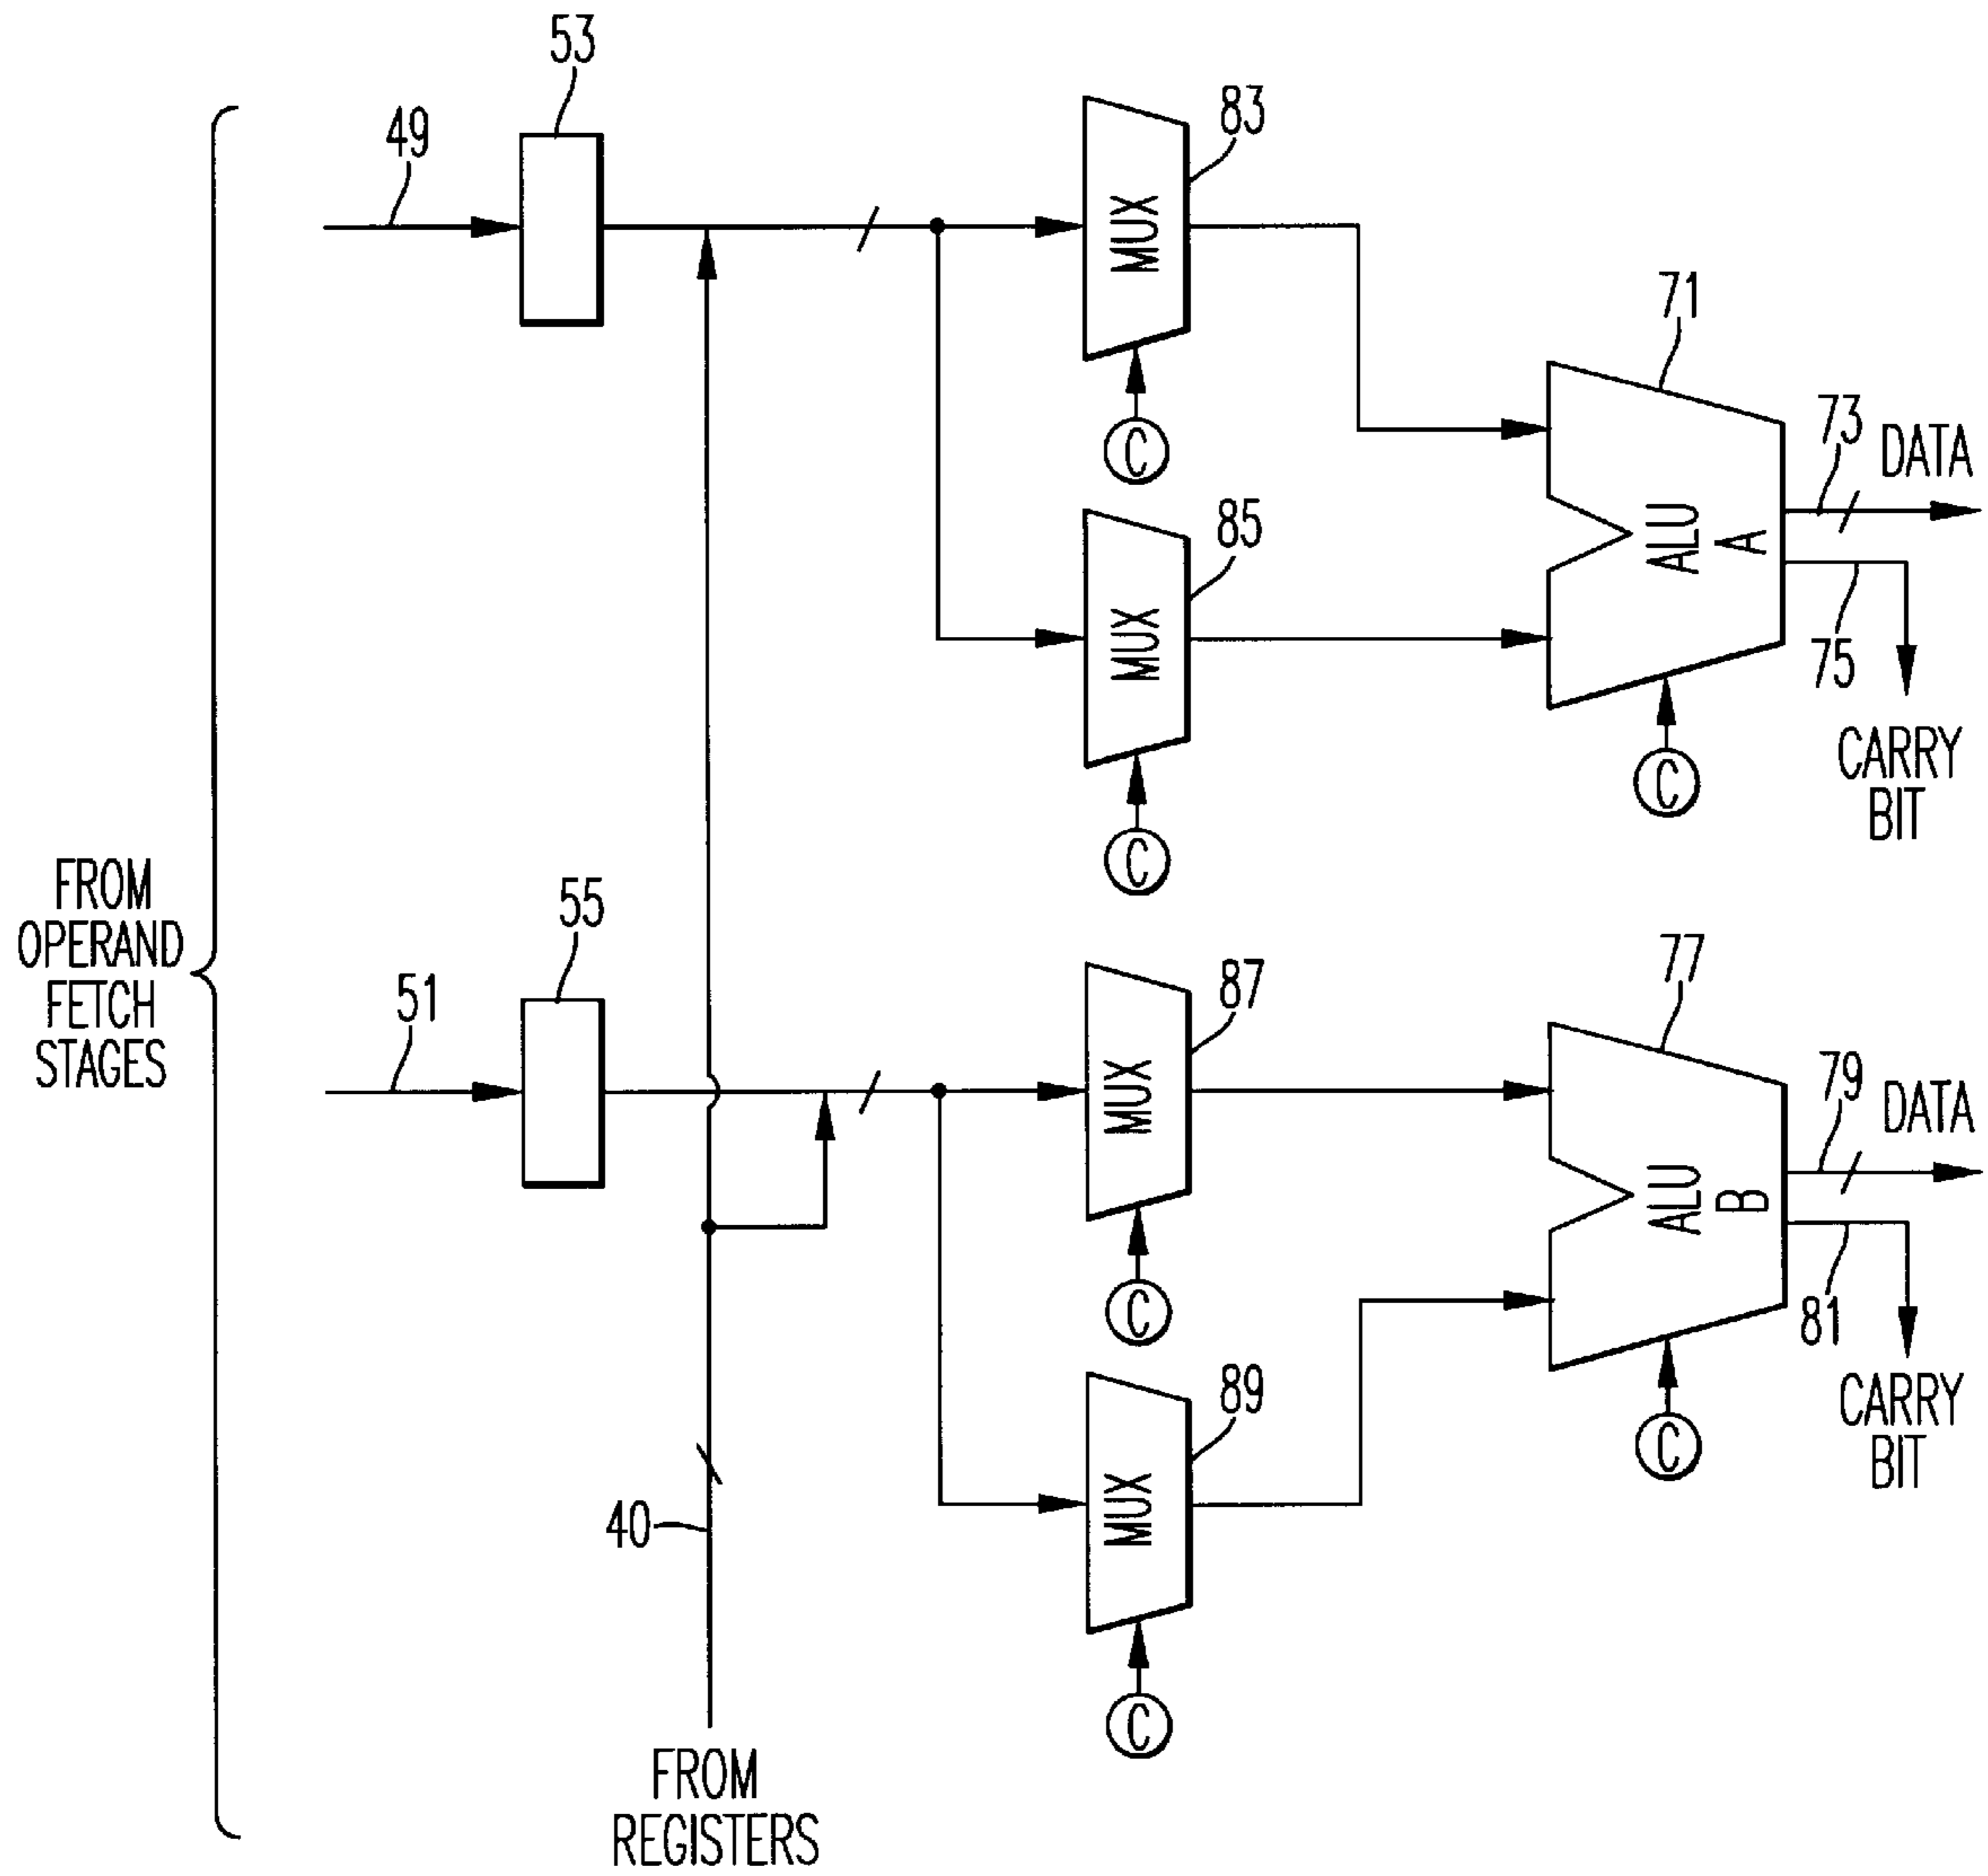 53
49
83
MUX
C
71
73
DATA
ALU
A
85
MUX
75
CARRY
BIT
C
C
FROM
OPERAND
FETCH
STAGES
55
51
87
MUX
77
79
DATA
ALU
B
81
CARRY
BIT
C
C
89
MUX
40
C
FROM
REGISTERS